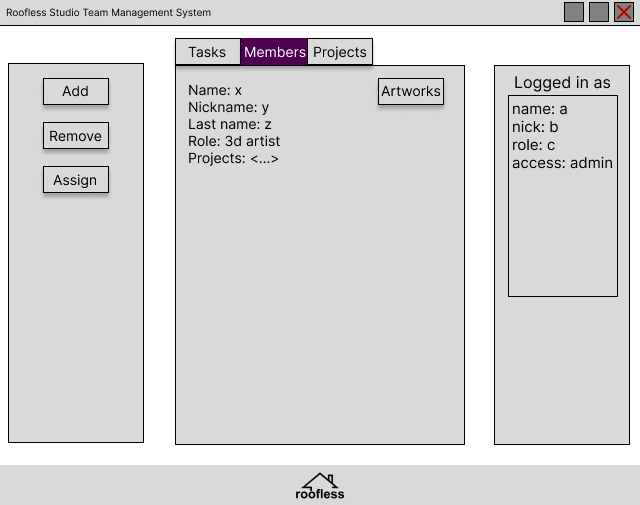 Roofless Studio Team Management System
Tasks
Members
Projects
Add
Remove
Assign
Name: x
Nickname: y
Last name: z
Role: 3d artist
Projects: <...>
Artworks
Logged in as
name: a
nick: b
role: c
access: admin
roofless